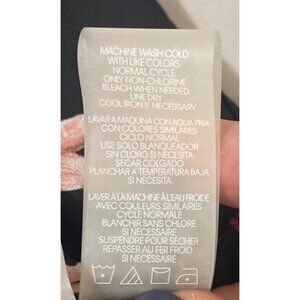 MACHINE WASH COLD
WITH LIKE COLORS
NORMAL CYCLE
ONLY NON-CHLORINE
BLEACH WHEN NEEDED
LINE DRY
COOL IRON IF NECESSARY
LAVAR A MAQUINA CON AGUA FRIA
CON COLORES SIMILARES
CICLO NORMAL
USE SOLO BLANQUEADOR
SIN CLORO SI NECESITA
SECAR COLGADO
PLANCHAR A TEMPERATURA BAJA
SI NECESITA
LAVER À LA MACHINE À L'EAU FROIDE
AVEC COULEURS SIMILAIRES
CYCLE NORMALE
BLANCHIR SANS CHLORE
SI NECESSAIRE
SUSPENDRE POUR SÉCHER
REPASSER AU FER FROID
SI NECESSAIRE